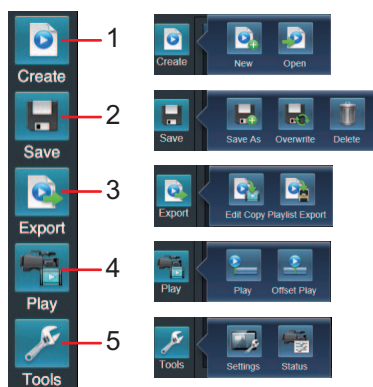 Create
1
Create
New
Open
Save
2
Save
Save As
Overwrite
Delete
Export
3
Export
Edit Copy
Playlist Export
Play
4
Play
Play
Offset Play
Tools
5
Tools
Settings
Status